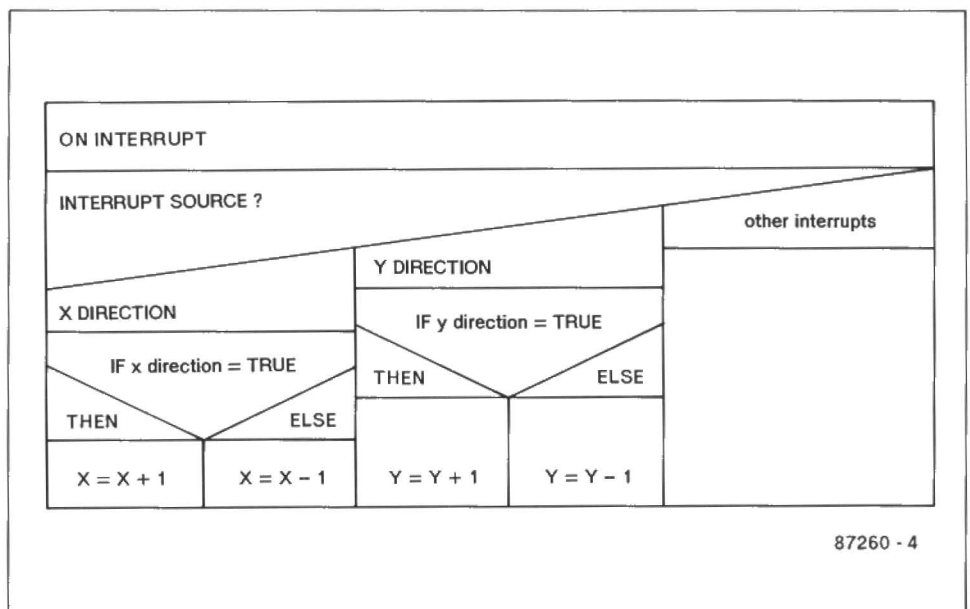 ON INTERRUPT
INTERRUPT SOURCE ?
other interrupts
Y DIRECTION
X DIRECTION
IF y direction = TRUE
IF x direction = TRUE
THEN
ELSE
THEN
ELSE
X = X + 1
X = X − 1
Y = Y + 1
Y = Y − 1
87260 - 4